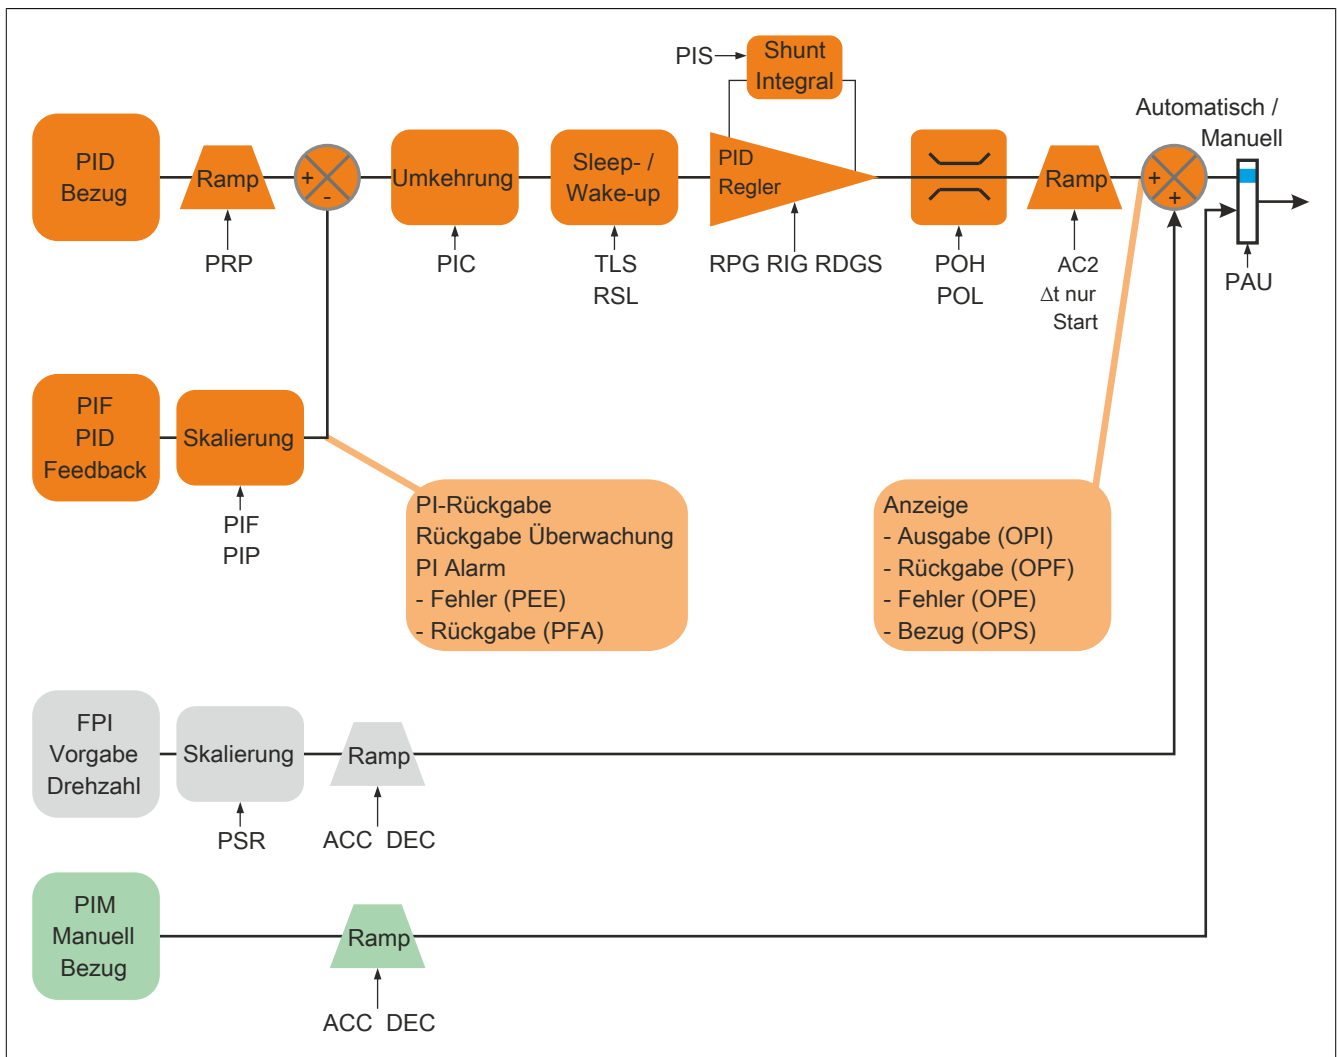 PIS
Shunt
Integral
Automatisch /
Manuell
PID
Bezug
Ramp
+
-
Umkehrung
Sleep- /
Wake-up
PID
Regler
Ramp
+
+
PRP
PIC
TLS
RSL
RPG RIG RDGS
POH
POL
AC2
Δt nur
Start
PAU
PIF
PID
Feedback
Skalierung
PIF
PIP
PI-Rückgabe
Rückgabe Überwachung
PI Alarm
- Fehler (PEE)
- Rückgabe (PFA)
Anzeige
- Ausgabe (OPI)
- Rückgabe (OPF)
- Fehler (OPE)
- Bezug (OPS)
FPI
Vorgabe
Drehzahl
Skalierung
Ramp
PSR
ACC DEC
PIM
Manuell
Bezug
Ramp
ACC DEC